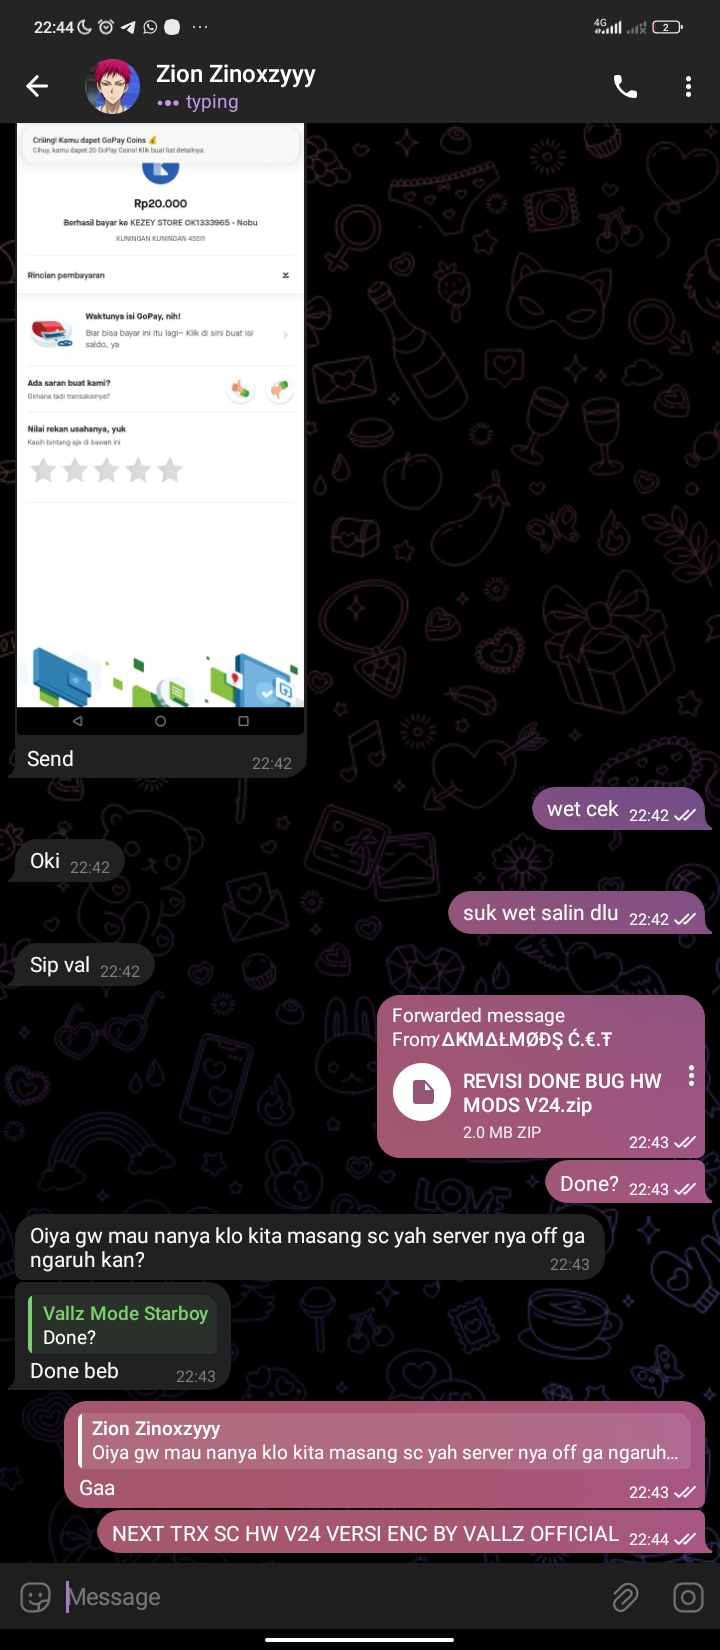 22:44
4G
2
Zion Zinoxzyyy
typing
Criiing! Kamu dapet GoPay Coins 💰
Cihuy, kamu dapet 20 GoPay Coins! Klik buat liat detailnya.
Rp20.000
Berhasil bayar ke KEZEY STORE OK1333965 - Nobu
KUNINGAN KUNINGAN 45511
Rincian pembayaran
Waktunya isi GoPay, nih!
Biar bisa bayar ini itu lagi– Klik di sini buat isi
saldo, ya
Ada saran buat kami?
Gimana tadi transaksinya?
Nilai rekan usahanya, yuk
Kasih bintang aja di bawah ini
Send 22:42
wet cek 22:42
Oki 22:42
suk wet salin dlu 22:42
Sip val 22:42
Forwarded message
From ⁄ΔҜMΔŁMØĐŞ Ć.€.Ŧ
REVISI DONE BUG HW
MODS V24.zip
2.0 MB ZIP
22:43
Done? 22:43
LOVE
YES
Oiya gw mau nanya klo kita masang sc yah server nya off ga
ngaruh kan? 22:43
Vallz Mode Starboy
Done?
Done beb 22:43
Zion Zinoxzyyy
Oiya gw mau nanya klo kita masang sc yah server nya off ga ngaruh...
Gaa 22:43
NEXT TRX SC HW V24 VERSI ENC BY VALLZ OFFICIAL 22:44
Message